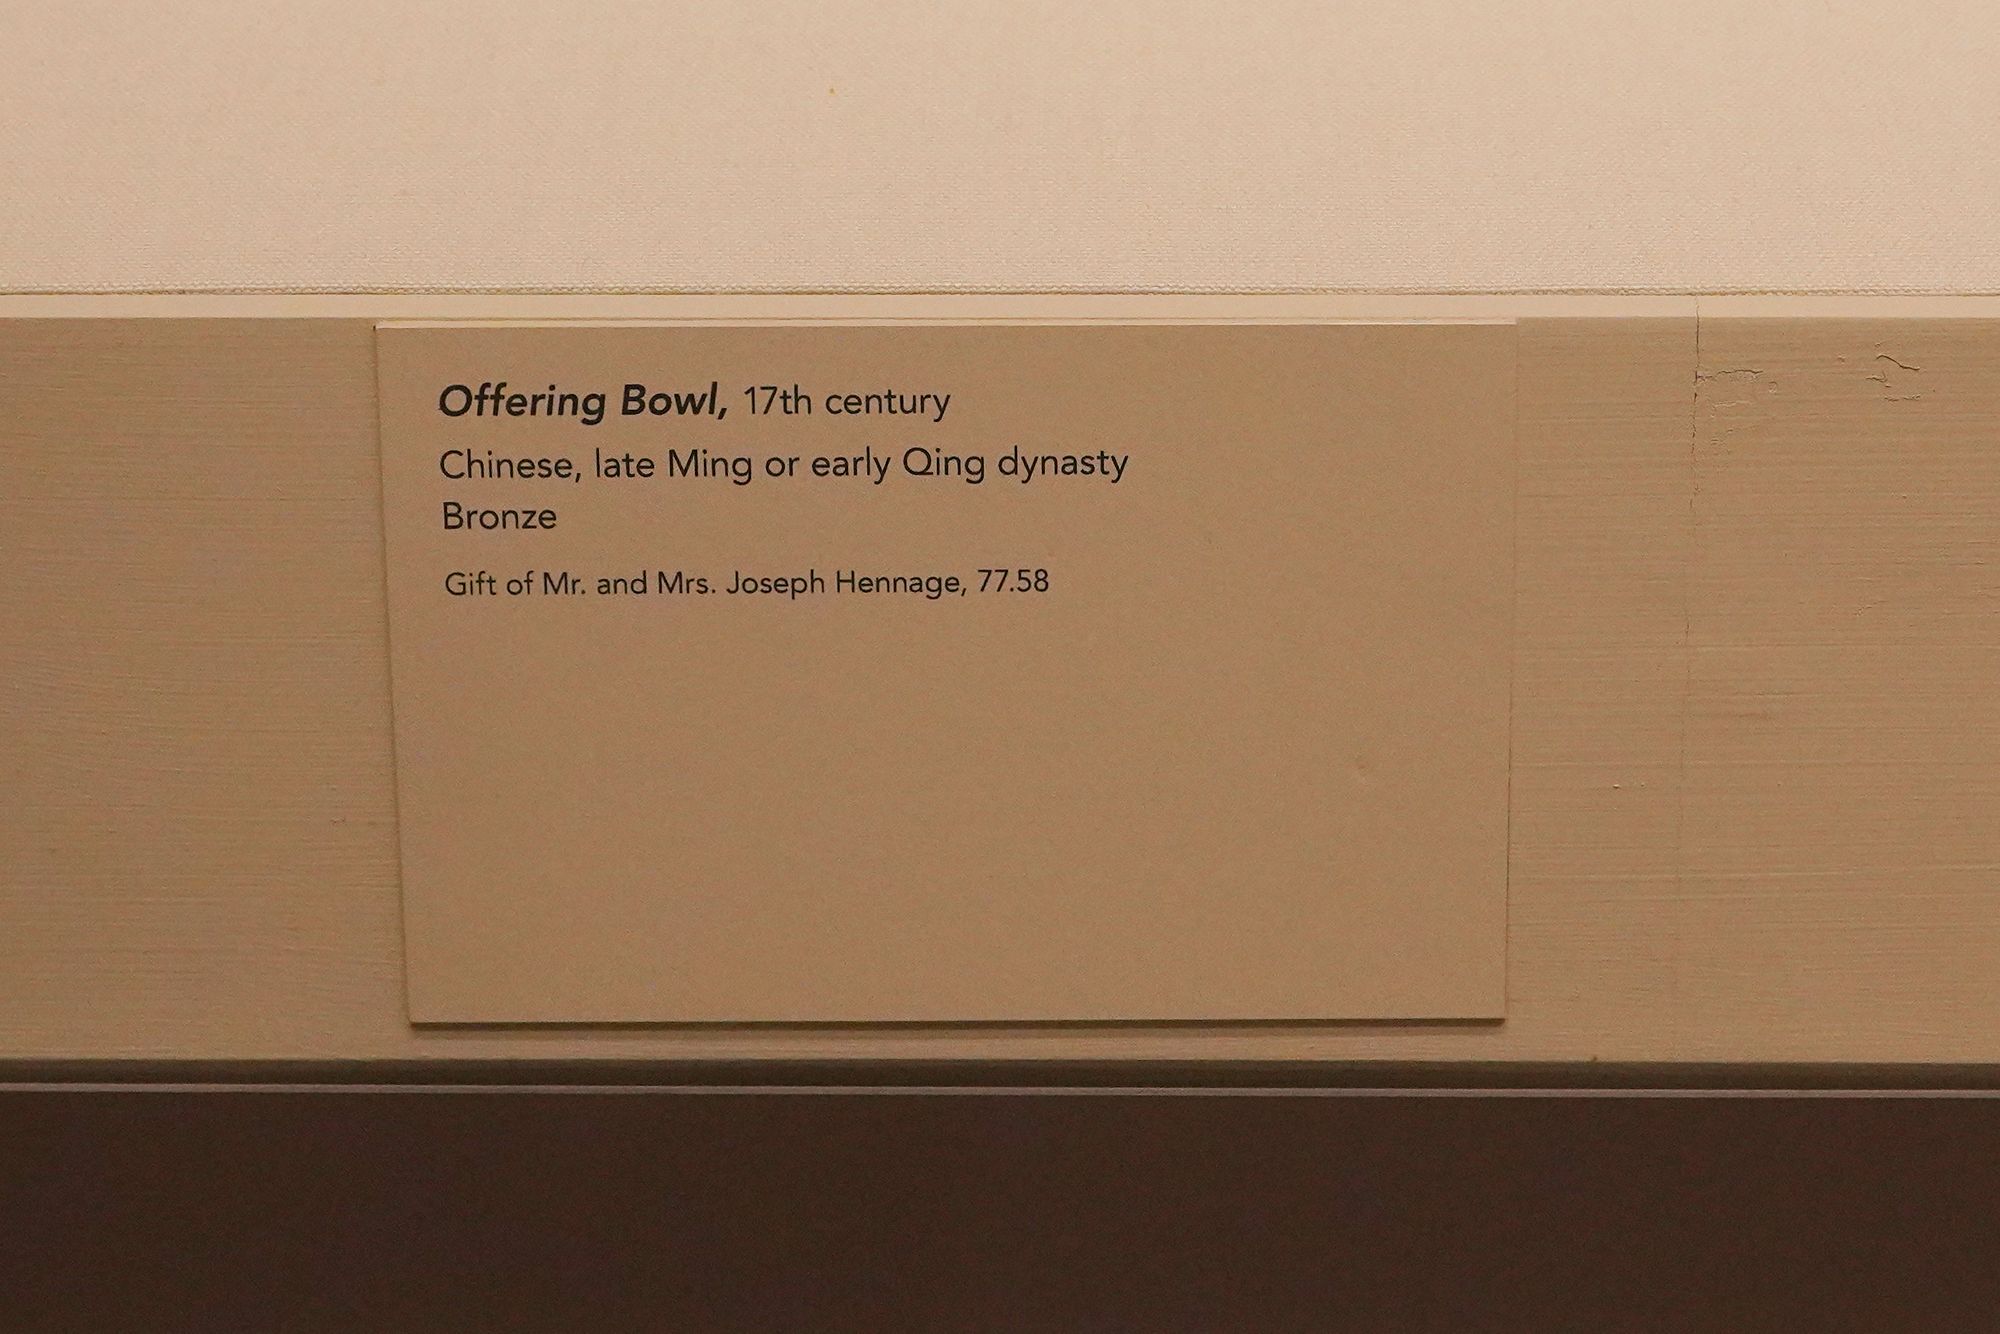 Offering Bowl, 17th century
Chinese, late Ming or early Qing dynasty
Bronze
Gift of Mr. and Mrs. Joseph Hennage, 77.58